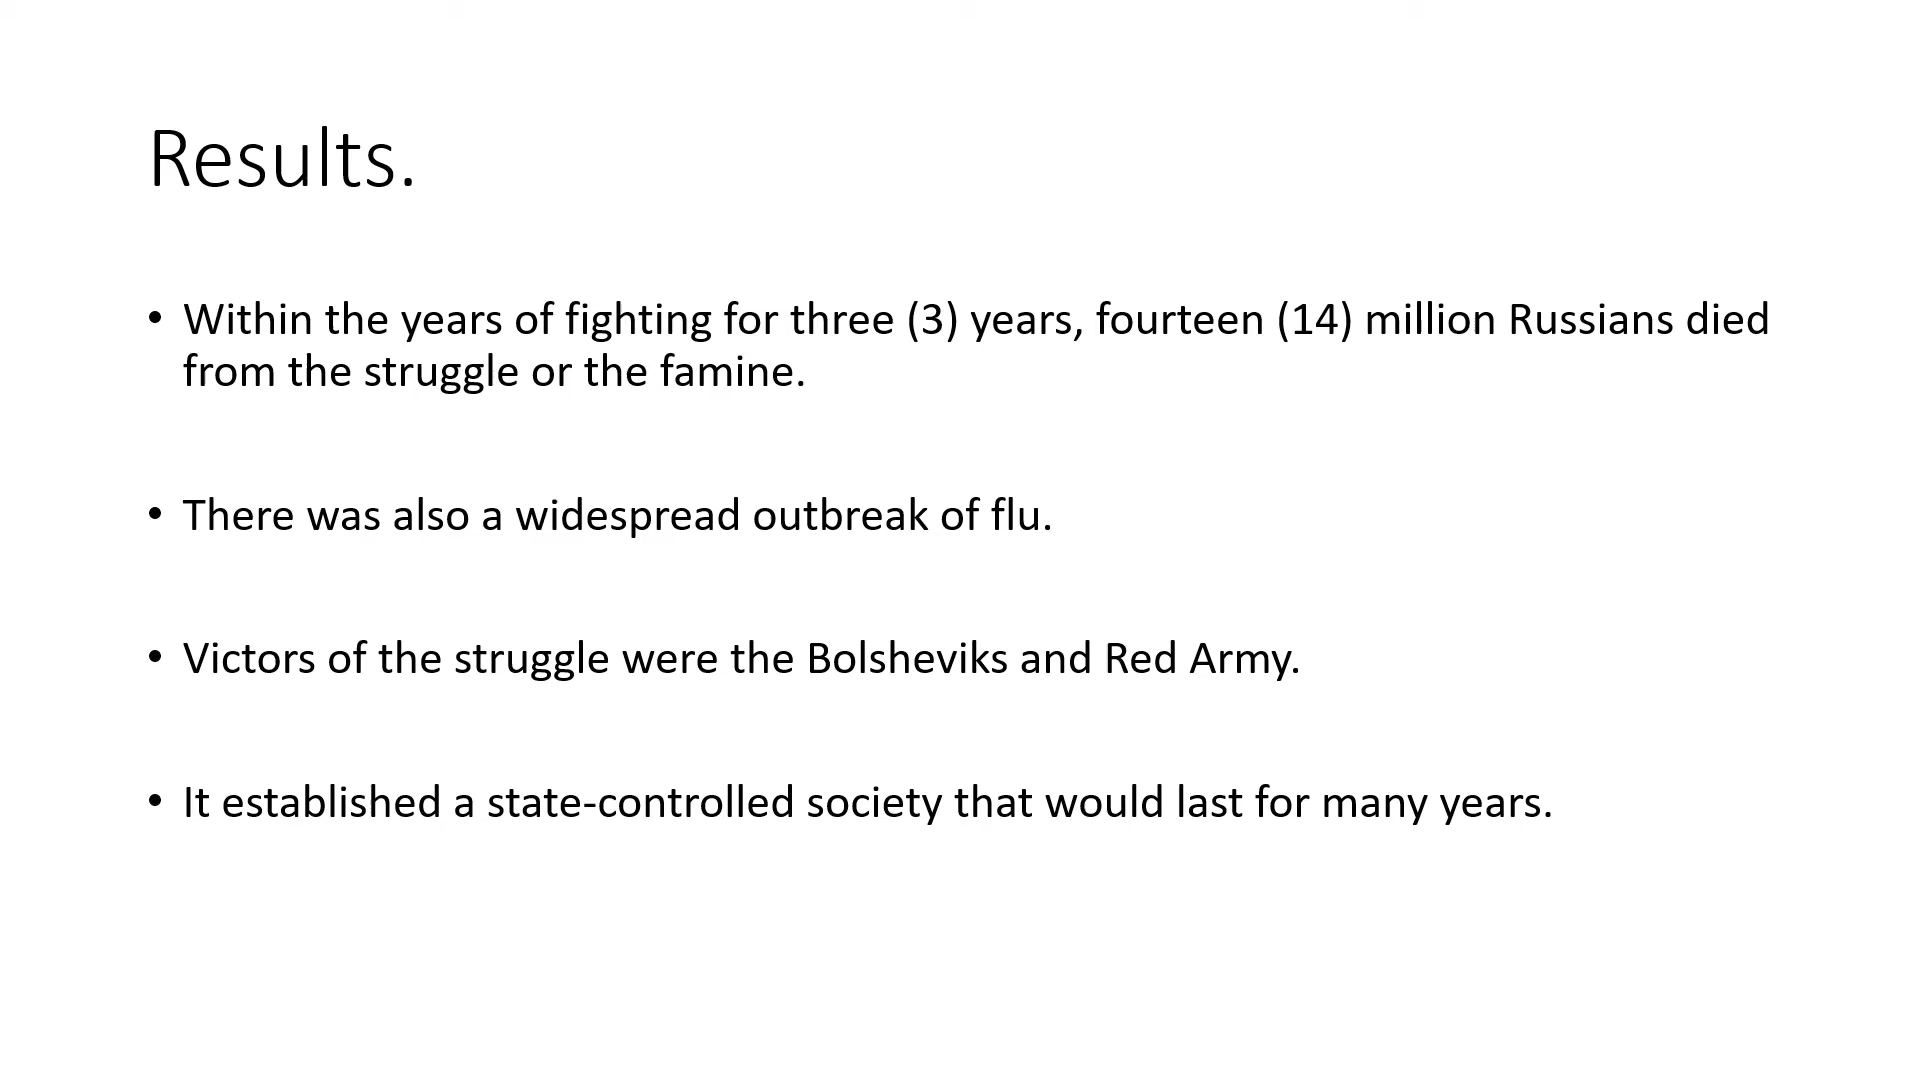 Results.
• Within the years of fighting for three (3) years, fourteen (14) million Russians died
from the struggle or the famine.
• There was also a widespread outbreak of flu.
• Victors of the struggle were the Bolsheviks and Red Army.
• It established a state-controlled society that would last for many years.